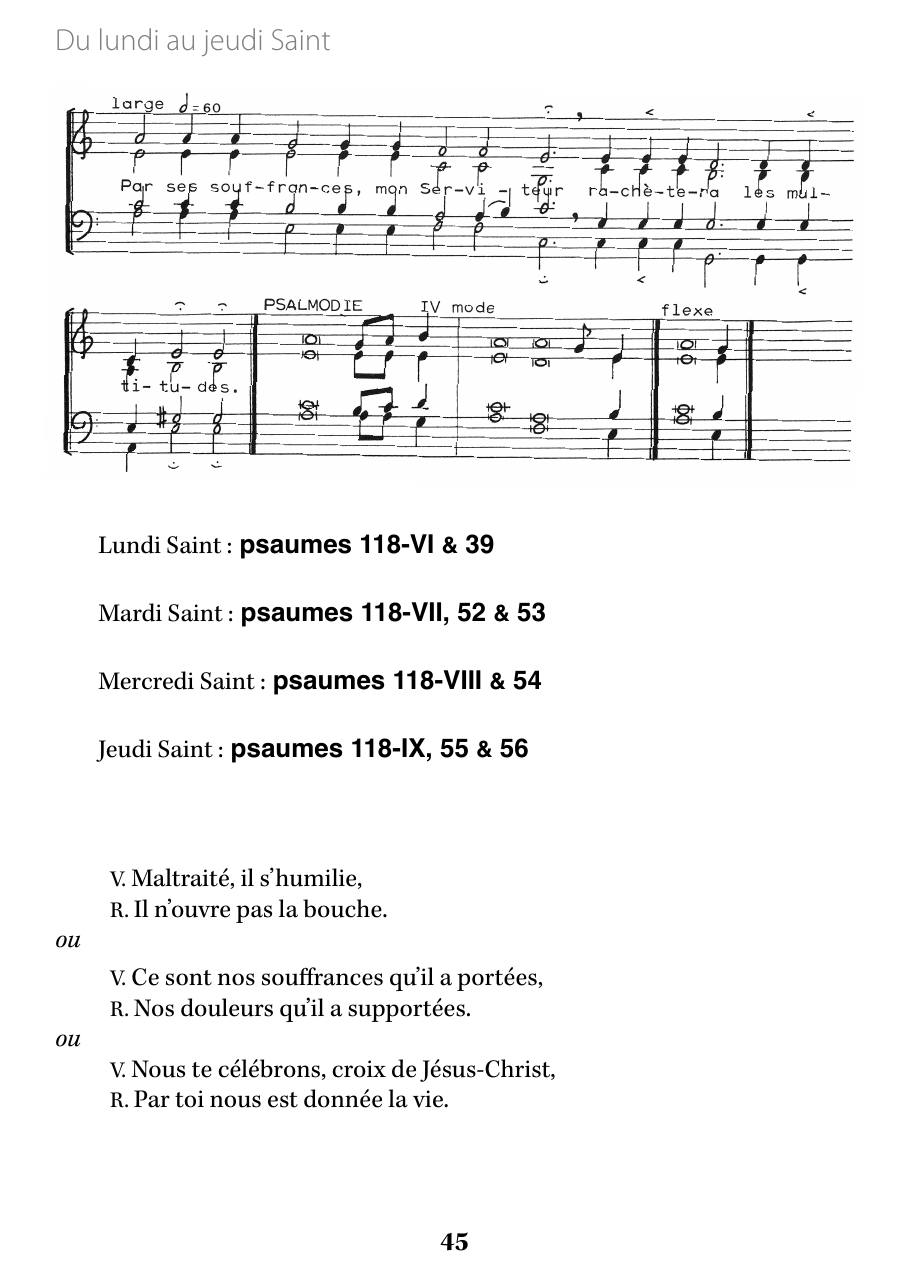 Du lundi au jeudi Saint
large 𝅗𝅥=60
Par ses souf-fran-ces, mon Ser-vi - teur ra-chè-te-ra les mul-
PSALMODIE IV mode flexe
ti- tu- des.
Lundi Saint : psaumes 118-VI & 39
Mardi Saint : psaumes 118-VII, 52 & 53
Mercredi Saint : psaumes 118-VIII & 54
Jeudi Saint : psaumes 118-IX, 55 & 56
V. Maltraité, il s’humilie,
R. Il n’ouvre pas la bouche.
ou
V. Ce sont nos souffrances qu’il a portées,
R. Nos douleurs qu’il a supportées.
ou
V. Nous te célébrons, croix de Jésus-Christ,
R. Par toi nous est donnée la vie.
45